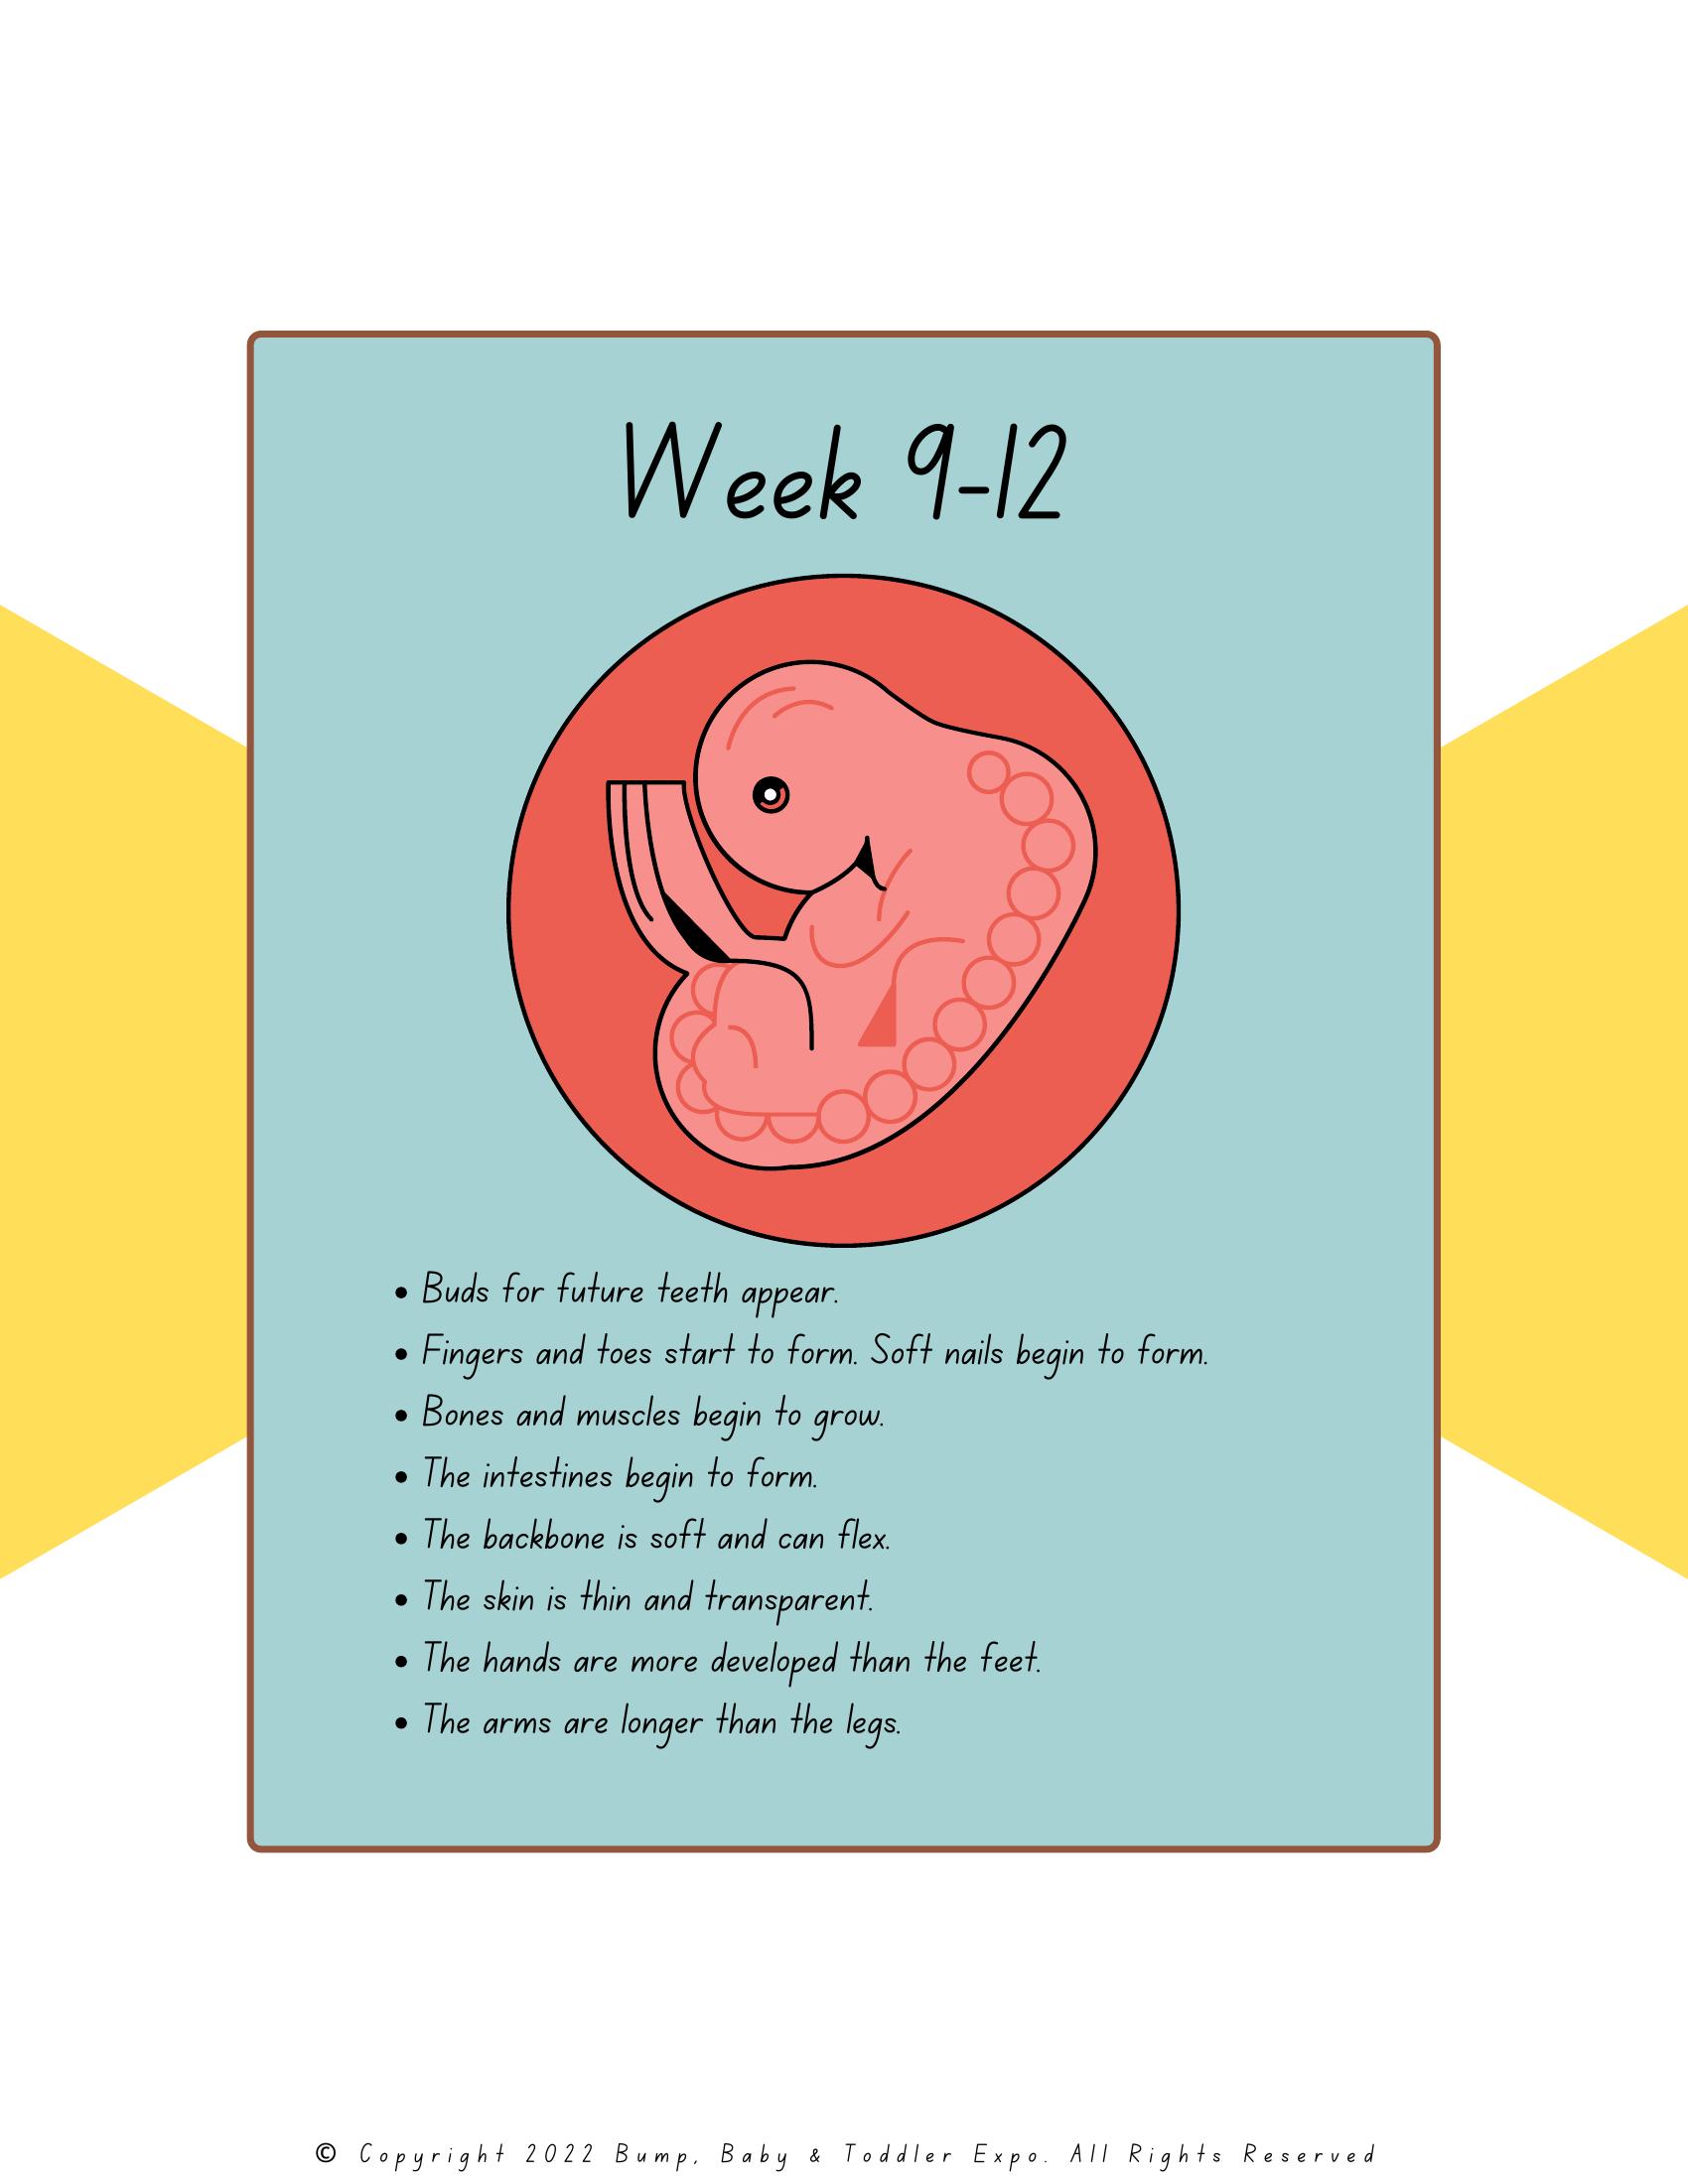 Week 9-12
• Buds for future teeth appear.
• Fingers and toes start to form. Soft nails begin to form.
• Bones and muscles begin to grow.
• The intestines begin to form.
• The backbone is soft and can flex.
• The skin is thin and transparent.
• The hands are more developed than the feet.
• The arms are longer than the legs.
© Copyright 2022 Bump, Baby & Toddler Expo. All Rights Reserved